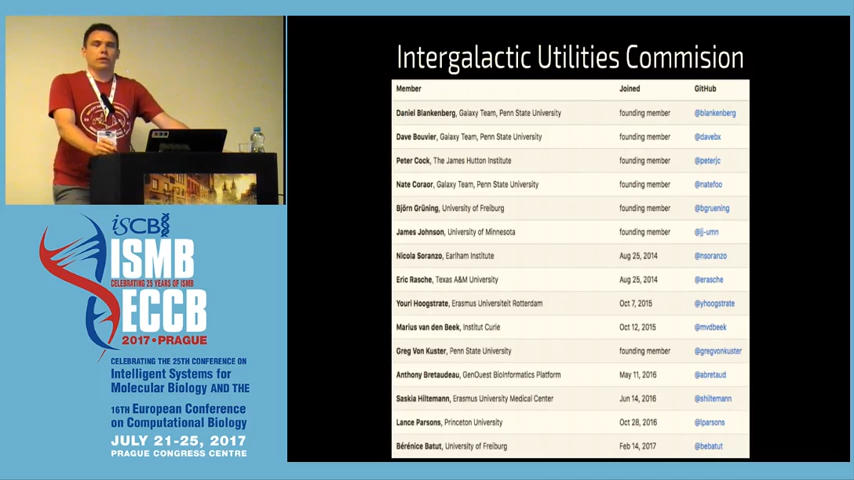 Intergalactic Utilities Commision
Member Joined GitHub
Daniel Blankenberg, Galaxy Team, Penn State University founding member @blankenberg
Dave Bouvier, Galaxy Team, Penn State University founding member @davebx
Peter Cock, The James Hutton Institute founding member @peterjc
Nate Coraor, Galaxy Team, Penn State University founding member @natefoo
Björn Grüning, University of Freiburg founding member @bgruening
James Johnson, University of Minnesota founding member @jj-umn
Nicola Soranzo, Earlham Institute Aug 25, 2014 @nsoranzo
Eric Rasche, Texas A&M University Aug 25, 2014 @erasche
Youri Hoogstrate, Erasmus Universiteit Rotterdam Oct 7, 2015 @yhoogstrate
Marius van den Beek, Institut Curie Oct 12, 2015 @mvdbeek
Greg Von Kuster, Penn State University founding member @gregvonkuster
Anthony Bretaudeau, GenOuest BioInformatics Platform May 11, 2016 @abretaud
Saskia Hiltemann, Erasmus University Medical Center Jun 14, 2016 @shiltemann
Lance Parsons, Princeton University Oct 28, 2016 @lparsons
Bérénice Batut, University of Freiburg Feb 14, 2017 @bebatut
iSCB
ISMB
CELEBRATING 25 YEARS OF ISMB
ECCB
2017 • PRAGUE
CELEBRATING THE 25TH CONFERENCE ON
Intelligent Systems for
Molecular Biology AND THE
16TH European Conference
on Computational Biology
JULY 21-25, 2017
PRAGUE CONGRESS CENTRE